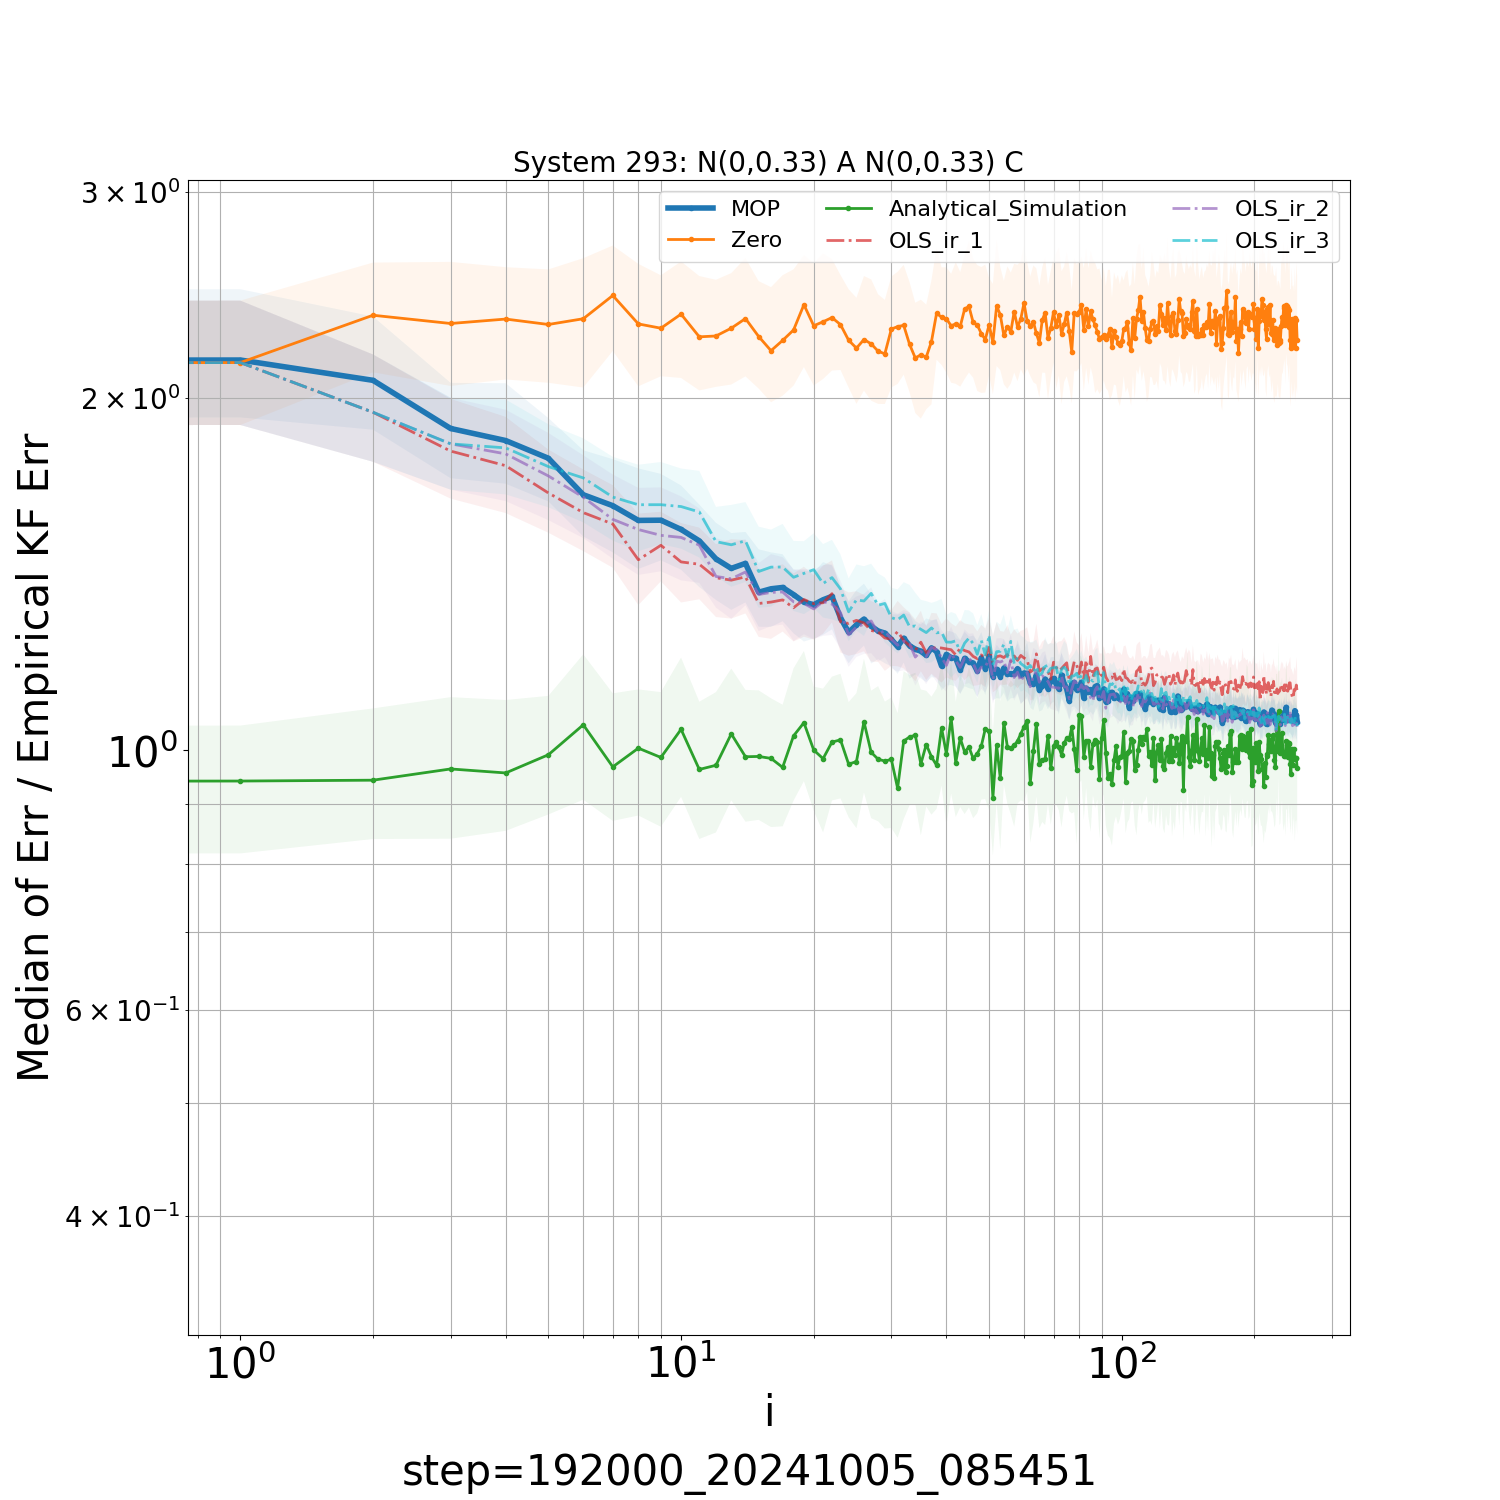 System 293: N(0,0.33) A N(0,0.33) C
MOP
Zero
Analytical_Simulation
OLS_ir_1
OLS_ir_2
OLS_ir_3
Median of Err / Empirical KF Err
3 × 10⁰
2 × 10⁰
10⁰
6 × 10⁻¹
4 × 10⁻¹
10⁰ 10¹ 10²
i
step=192000_20241005_085451